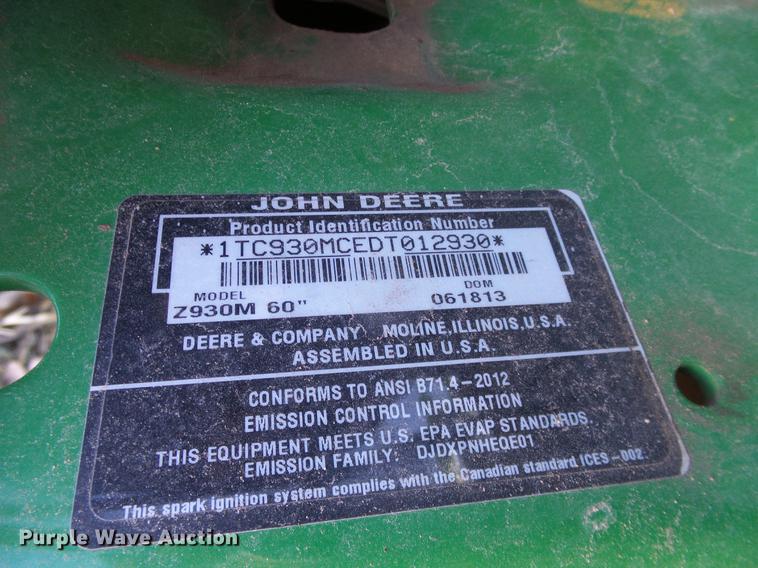 JOHN DEERE
Product Identification Number
*1TC930MCEDT012930*
MODEL DOM
Z930M 60" 061813
DEERE & COMPANY MOLINE, ILLINOIS, U.S.A.
ASSEMBLED IN U.S.A.
CONFORMS TO ANSI B71.4-2012
EMISSION CONTROL INFORMATION
THIS EQUIPMENT MEETS U.S. EPA EVAP STANDARDS.
EMISSION FAMILY: DJDXPNHEQE01
This spark ignition system complies with the Canadian standard ICES-002.
Purple Wave Auction